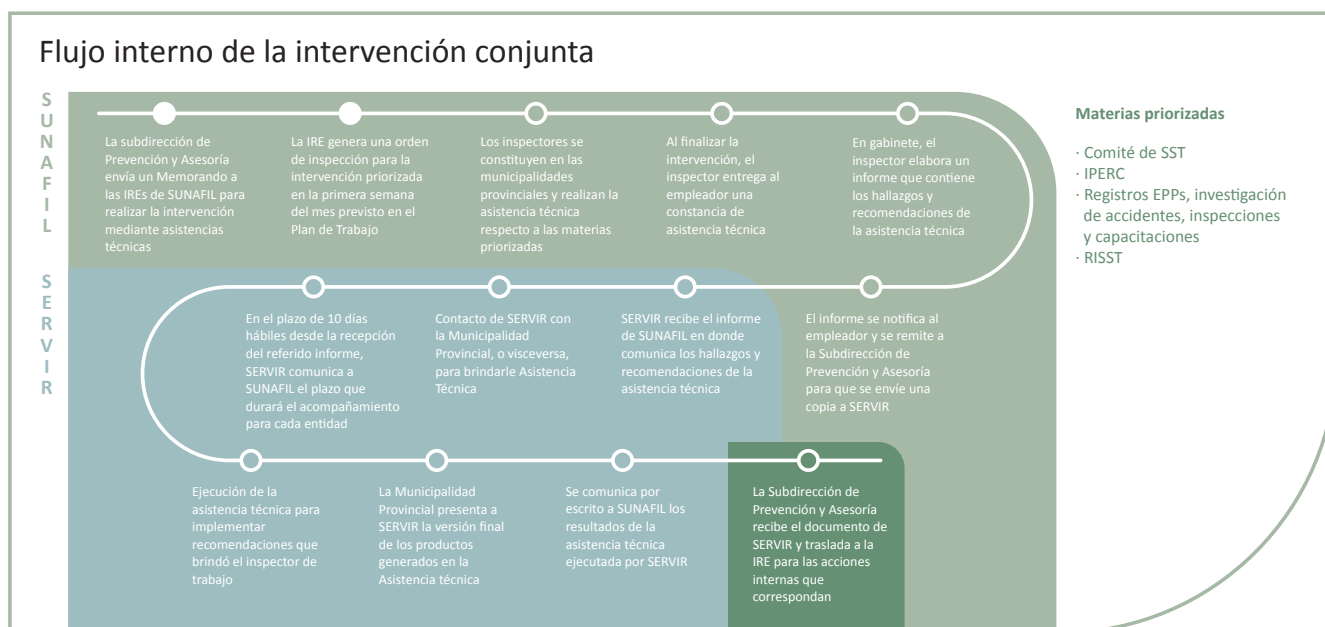 Flujo interno de la intervención conjunta
SUNAFIL
La subdirección de
Prevención y Asesoría
envía un Memorando a
las IREs de SUNAFIL para
realizar la intervención
mediante asistencias
técnicas
La IRE genera una orden
de inspección para la
intervención priorizada
en la primera semana
del mes previsto en el
Plan de Trabajo
Los inspectores se
constituyen en las
municipalidades
provinciales y realizan la
asistencia técnica
respecto a las materias
priorizadas
Al finalizar la
intervención, el
inspector entrega al
empleador una
constancia de
asistencia técnica
En gabinete, el
inspector elabora un
informe que contiene
los hallazgos y
recomendaciones de
la asistencia técnica
Materias priorizadas
· Comité de SST
· IPERC
· Registros EPPs, investigación
de accidentes, inspecciones
y capacitaciones
· RISST
SERVIR
El informe se notifica al
empleador y se remite a
la Subdirección de
Prevención y Asesoría
para que se envíe una
copia a SERVIR
SERVIR recibe el informe
de SUNAFIL en donde
comunica los hallazgos y
recomendaciones de la
asistencia técnica
Contacto de SERVIR con
la Municipalidad
Provincial, o visceversa,
para brindarle Asistencia
Técnica
En el plazo de 10 días
hábiles desde la recepción
del referido informe,
SERVIR comunica a
SUNAFIL el plazo que
durará el acompañamiento
para cada entidad
Ejecución de la
asistencia técnica para
implementar
recomendaciones que
brindó el inspector de
trabajo
La Municipalidad
Provincial presenta a
SERVIR la versión final
de los productos
generados en la
Asistencia técnica
Se comunica por
escrito a SUNAFIL los
resultados de la
asistencia técnica
ejecutada por SERVIR
La Subdirección de
Prevención y Asesoría
recibe el documento de
SERVIR y traslada a la
IRE para las acciones
internas que
correspondan